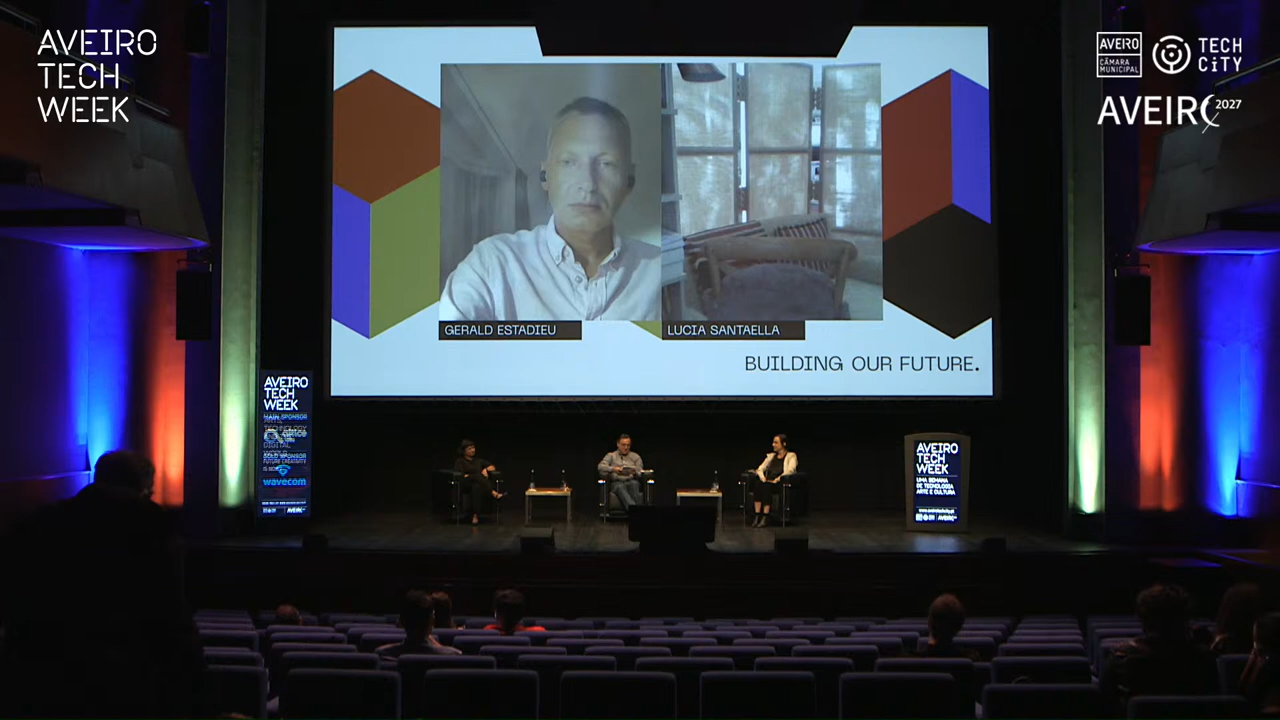 AVEIRO
TECH
WEEK
AVEIRO
CÂMARA
MUNICIPAL
TECH
CiTY
AVEIRO 2027
GERALD ESTADIEU
LUCIA SANTAELLA
BUILDING OUR FUTURE.
AVEIRO
TECH
WEEK
wavecom
AVEIRO
TECH
WEEK
UMA SEMANA
DE TECNOLOGIA
ARTE E CULTURA